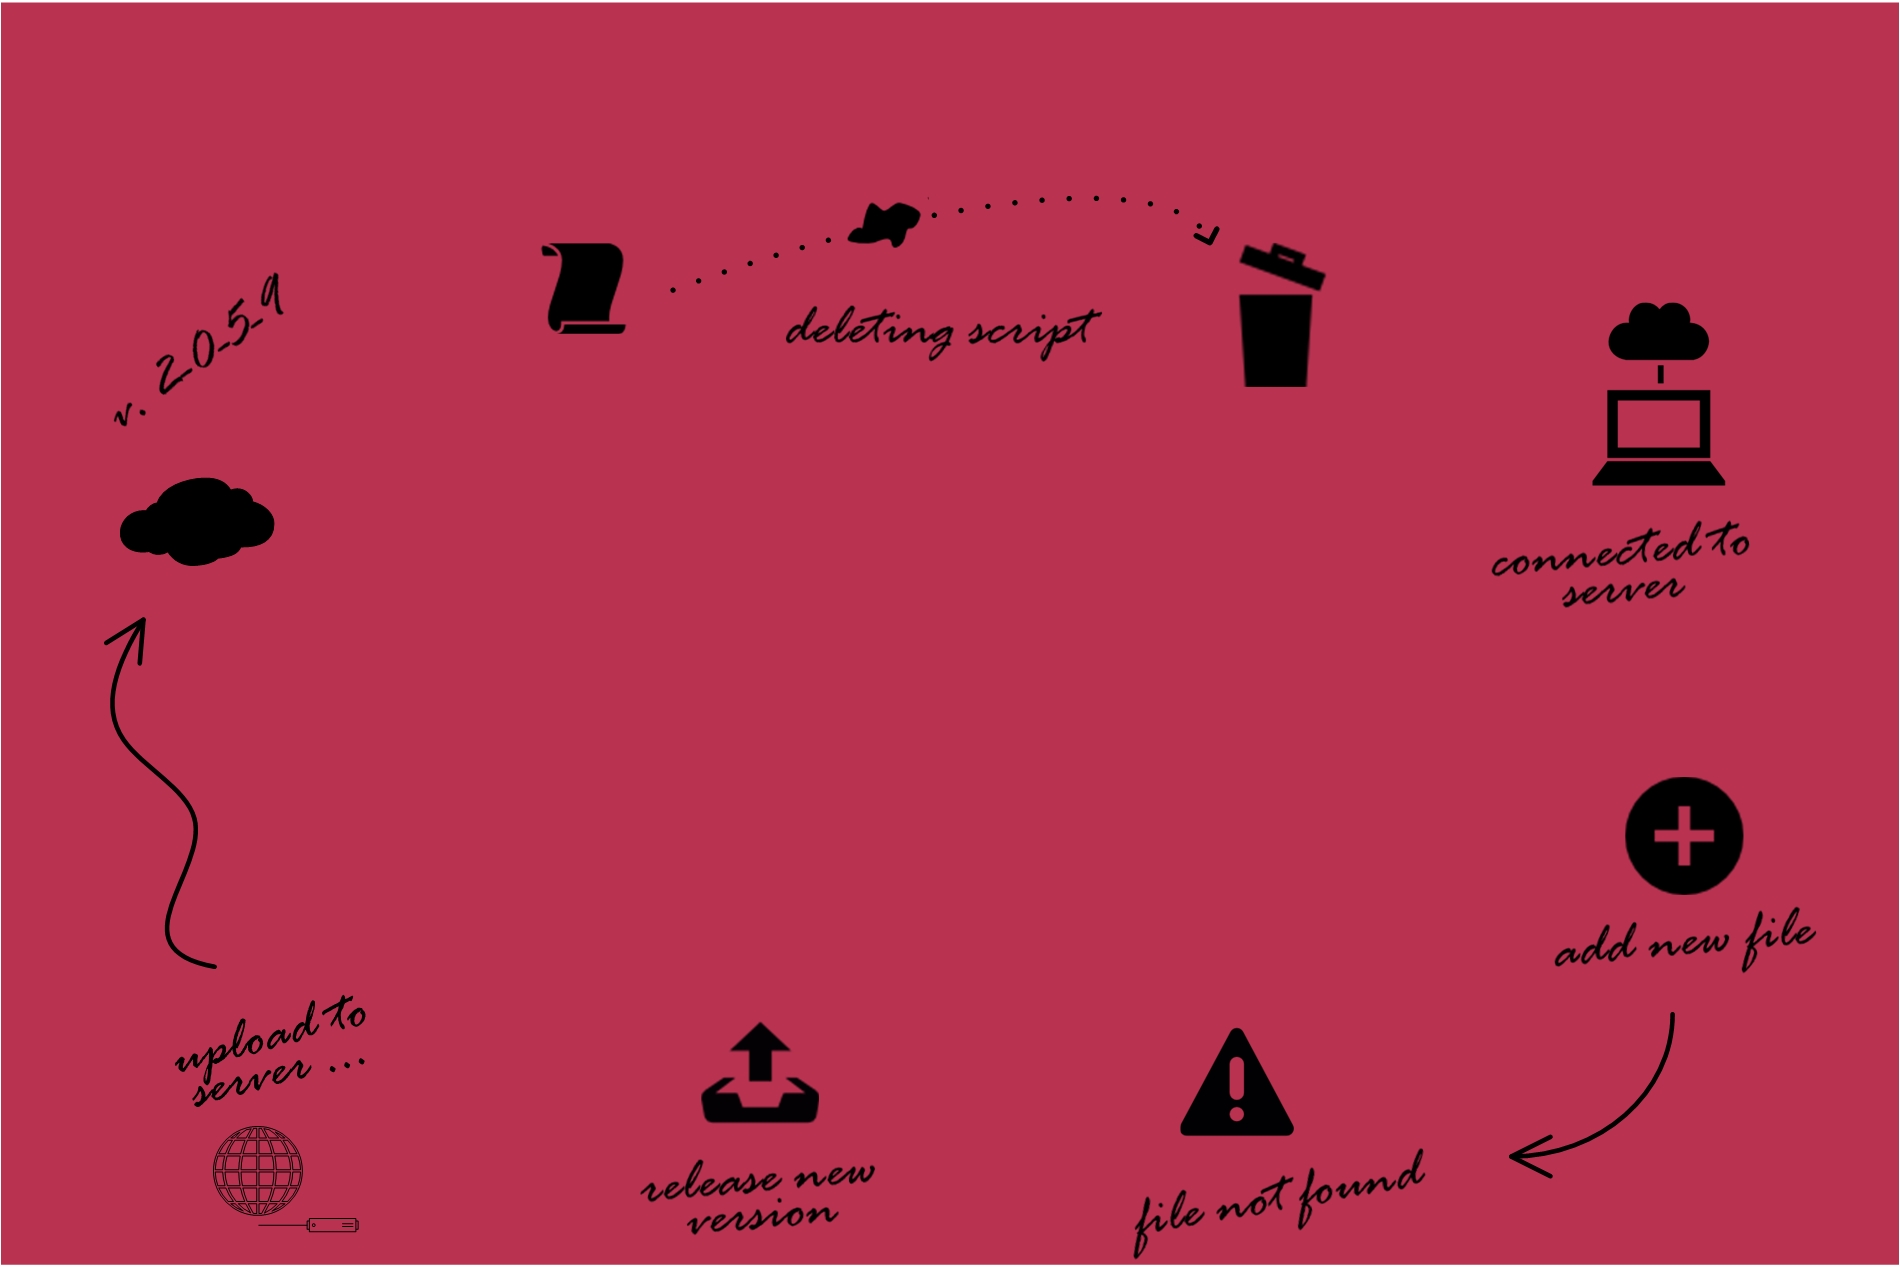 v. 2.0-5-9
deleting script
connected to
server
add new file
upload to
server ...
release new
version
file not found